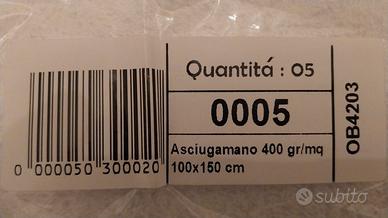 Quantitá : 05
0005
Asciugamano 400 gr/mq
100x150 cm
OB4203
0 000050 300020
subito